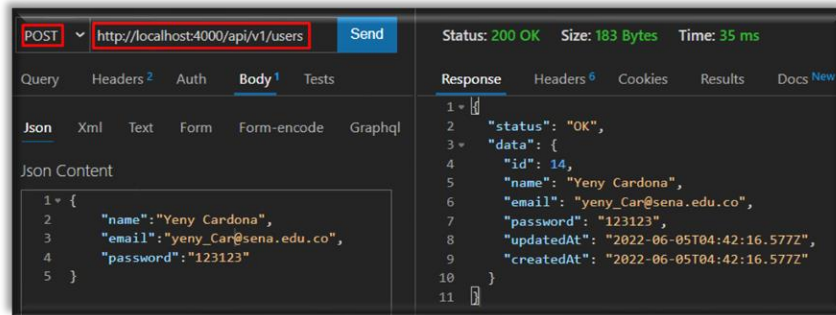 POST http://localhost:4000/api/v1/users Send
Query Headers 2 Auth Body 1 Tests
Json Xml Text Form Form-encode Graphql
Json Content
1 {
2 "name":"Yeny Cardona",
3 "email":"yeny_Car@sena.edu.co",
4 "password":"123123"
5 }
Status: 200 OK Size: 183 Bytes Time: 35 ms
Response Headers 6 Cookies Results Docs New
1 {
2 "status": "OK",
3 "data": {
4 "id": 14,
5 "name": "Yeny Cardona",
6 "email": "yeny_Car@sena.edu.co",
7 "password": "123123",
8 "updatedAt": "2022-06-05T04:42:16.577Z",
9 "createdAt": "2022-06-05T04:42:16.577Z"
10 }
11 }